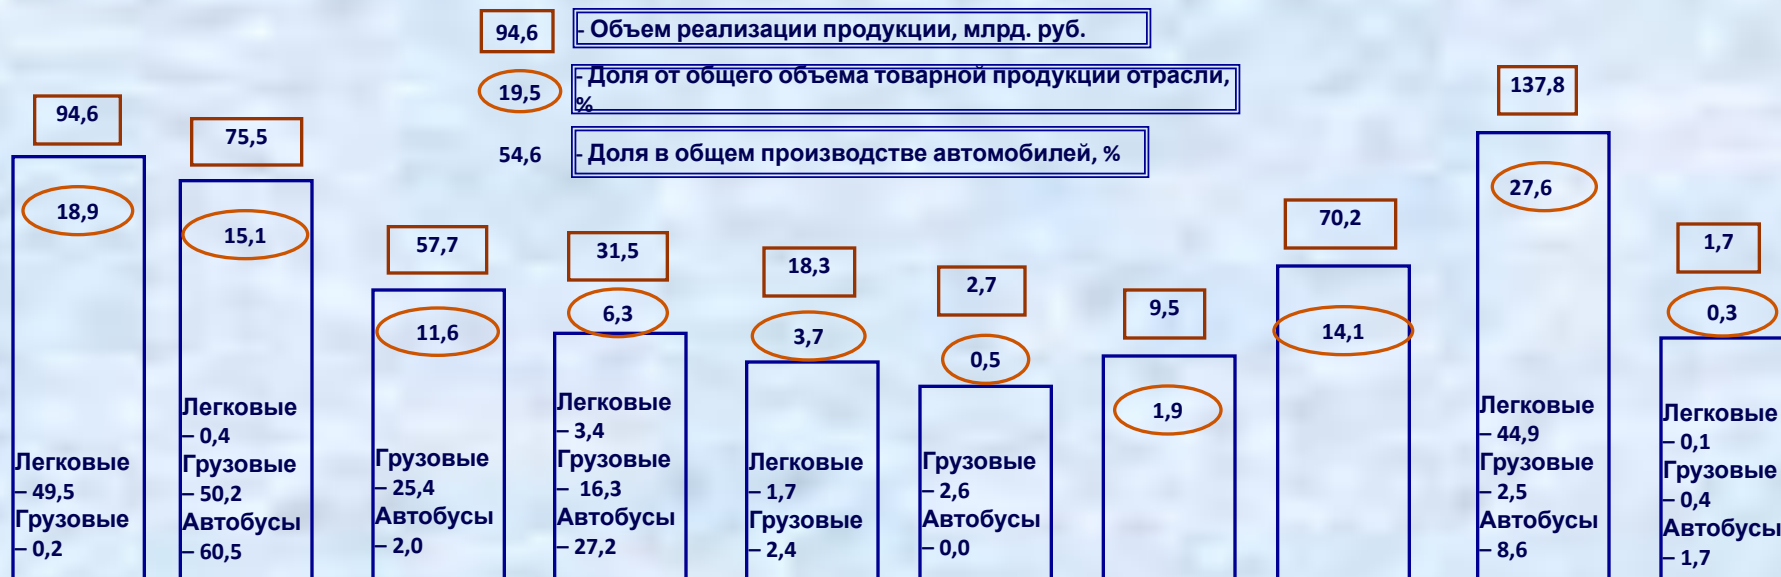 94,6
- Объем реализации продукции, млрд. руб.
19,5
- Доля от общего объема товарной продукции отрасли,
%
54,6
- Доля в общем производстве автомобилей, %
94,6
18,9
Легковые
– 49,5
Грузовые
– 0,2
75,5
15,1
Легковые
– 0,4
Грузовые
– 50,2
Автобусы
– 60,5
57,7
11,6
Грузовые
– 25,4
Автобусы
– 2,0
31,5
6,3
Легковые
– 3,4
Грузовые
– 16,3
Автобусы
– 27,2
18,3
3,7
Легковые
– 1,7
Грузовые
– 2,4
2,7
0,5
Грузовые
– 2,6
Автобусы
– 0,0
9,5
1,9
70,2
14,1
137,8
27,6
Легковые
– 44,9
Грузовые
– 2,5
Автобусы
– 8,6
1,7
0,3
Легковые
– 0,1
Грузовые
– 0,4
Автобусы
– 1,7